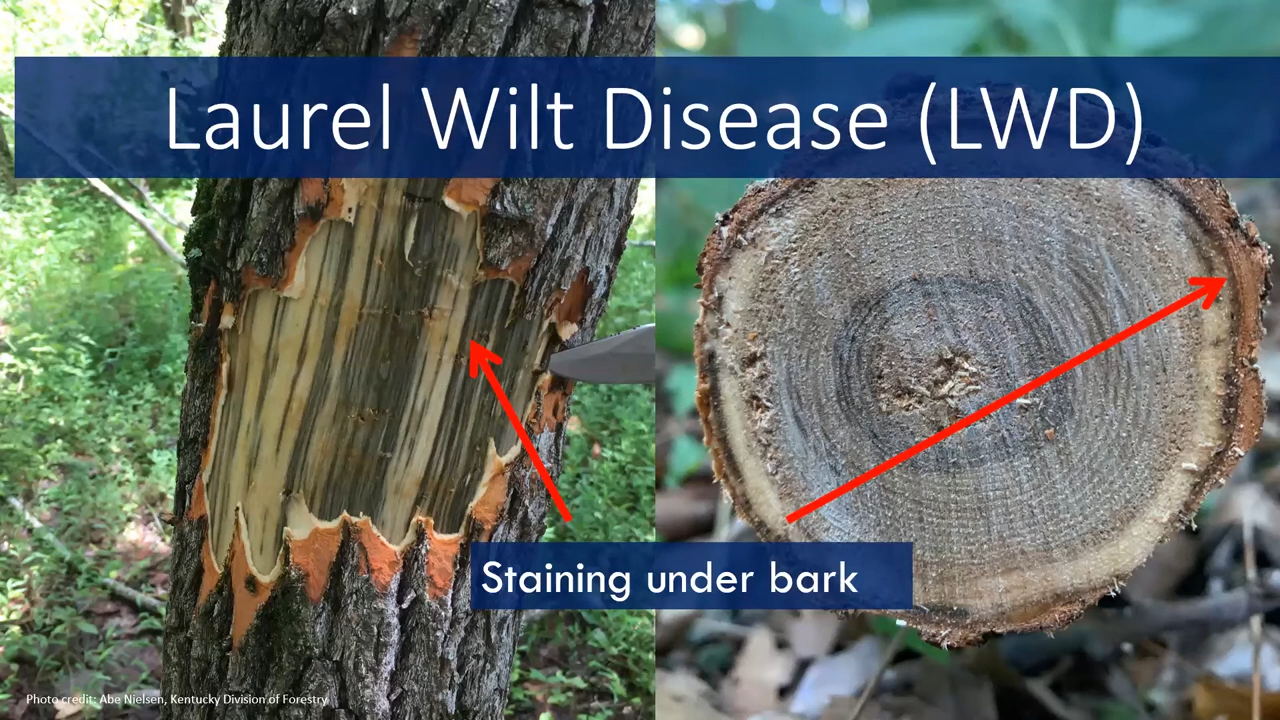 Laurel Wilt Disease (LWD)
Staining under bark
Photo credit: Abe Nielsen, Kentucky Division of Forestry